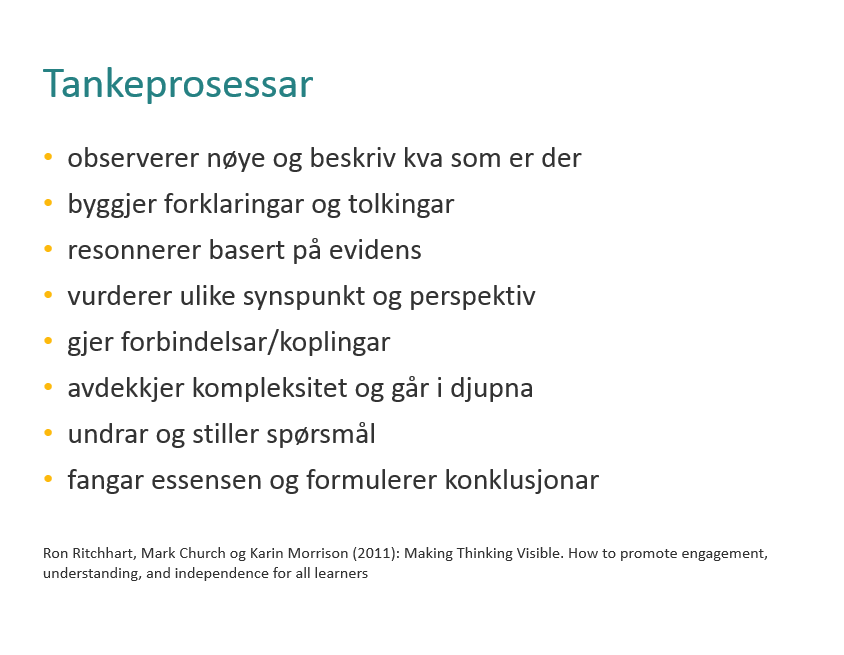 Tankeprosessar
• observerer nøye og beskriv kva som er der
• byggjer forklaringar og tolkingar
• resonnerer basert på evidens
• vurderer ulike synspunkt og perspektiv
• gjer forbindelsar/koplingar
• avdekkjer kompleksitet og går i djupna
• undrar og stiller spørsmål
• fangar essensen og formulerer konklusjonar
Ron Ritchhart, Mark Church og Karin Morrison (2011): Making Thinking Visible. How to promote engagement,
understanding, and independence for all learners